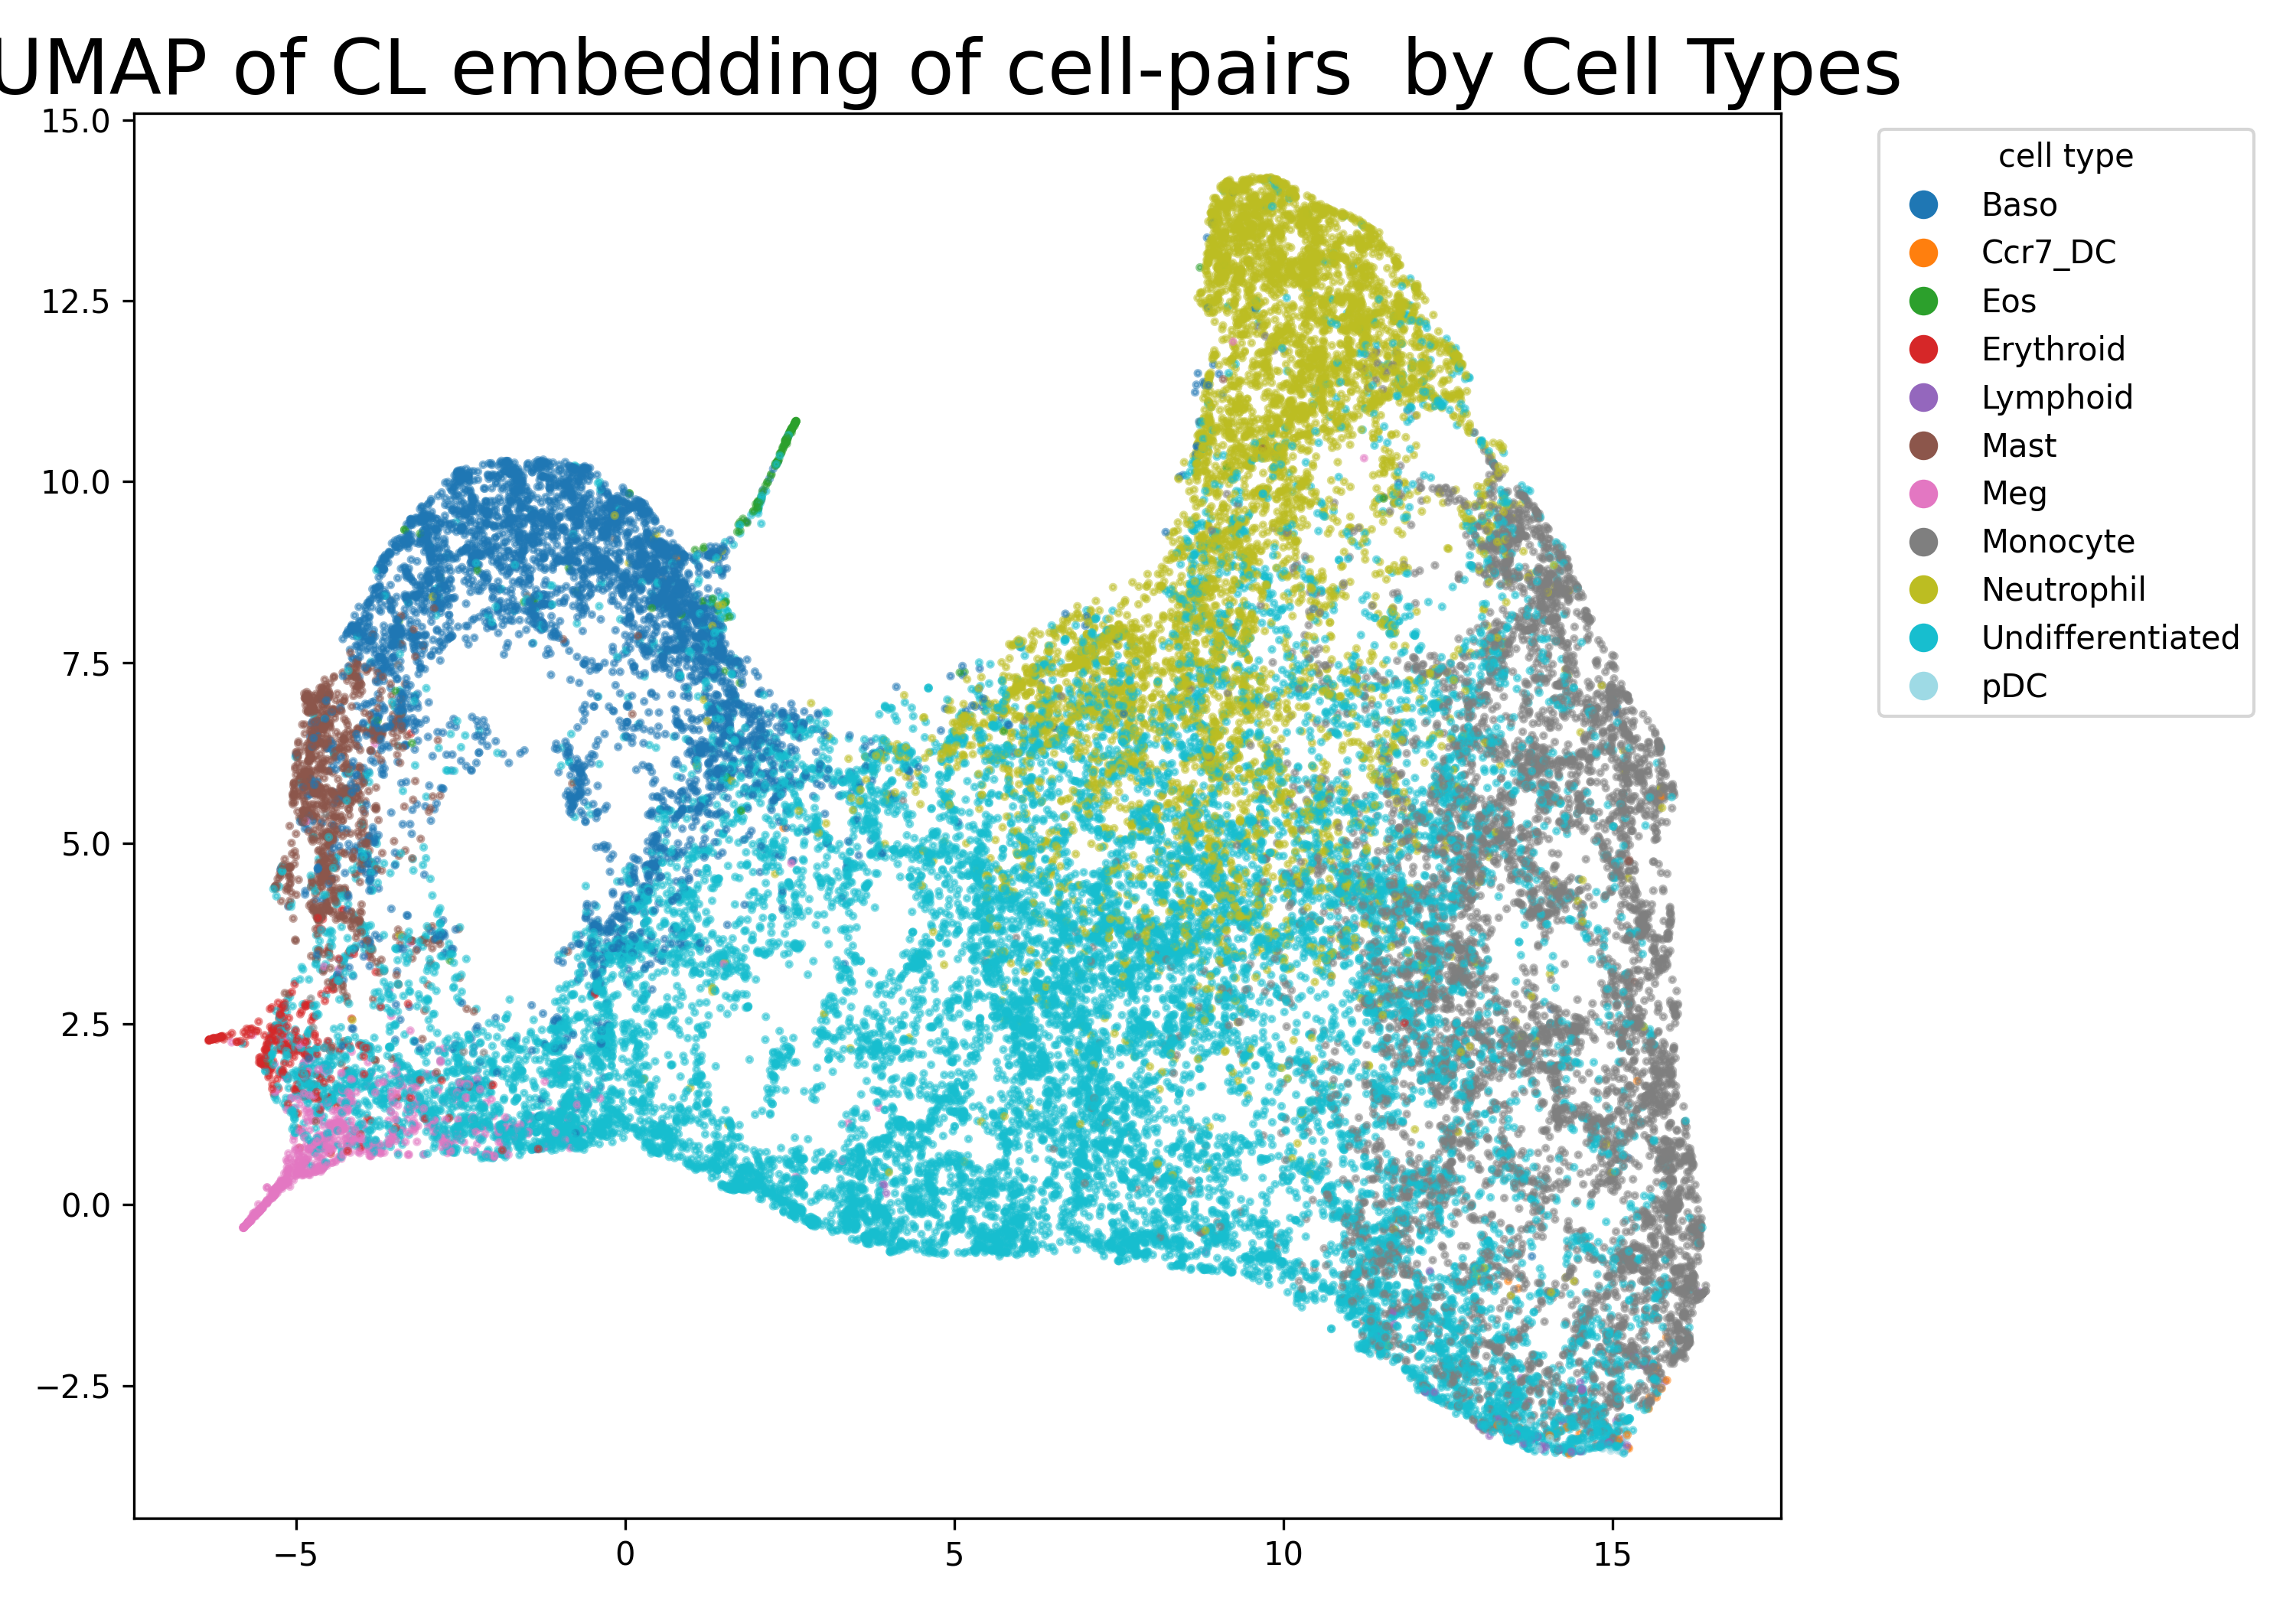 UMAP of CL embedding of cell-pairs  by Cell Types
15.0
12.5
10.0
7.5
5.0
2.5
0.0
−2.5
−5
0
5
10
15
cell type
Baso
Ccr7_DC
Eos
Erythroid
Lymphoid
Mast
Meg
Monocyte
Neutrophil
Undifferentiated
pDC